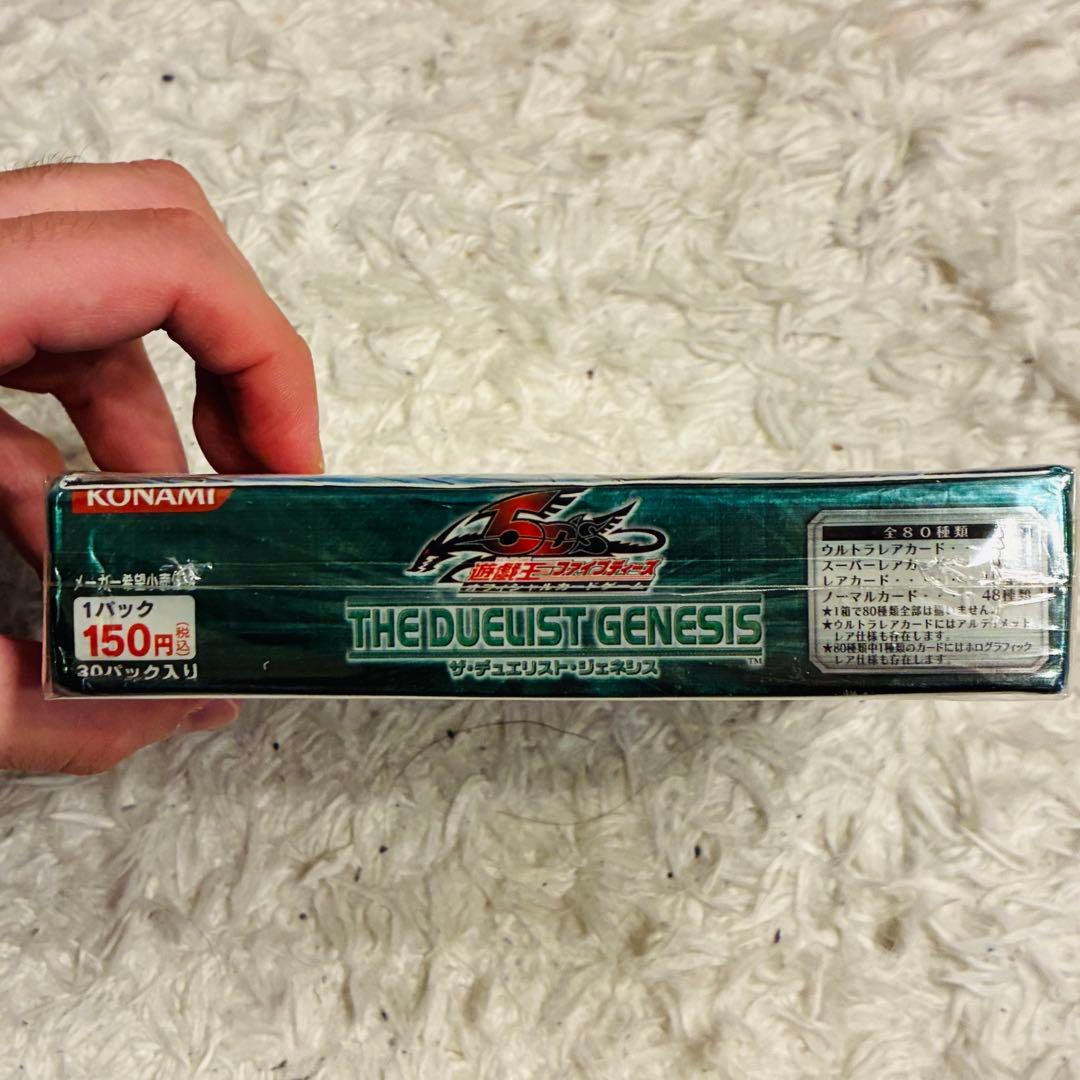 KONAMI
メーカー希望小売
1パック
150円(税込)
30パック入り
5D's
遊戯王ファイブディーズ
オフィシャルカードゲーム
THE DUELIST GENESIS
TM
ザ・デュエリスト・ジェネシス
全80種類
ウルトラレアカード・・
スーパーレアカード・
レアカード・・・
ノーマルカード・・・・48種類
★1箱で80種類全部は揃いません。
★ウルトラレアカードにはアルティメット
レア仕様も存在します。
★80種類中1種類のカードにはホログラフィック
レア仕様も存在します。